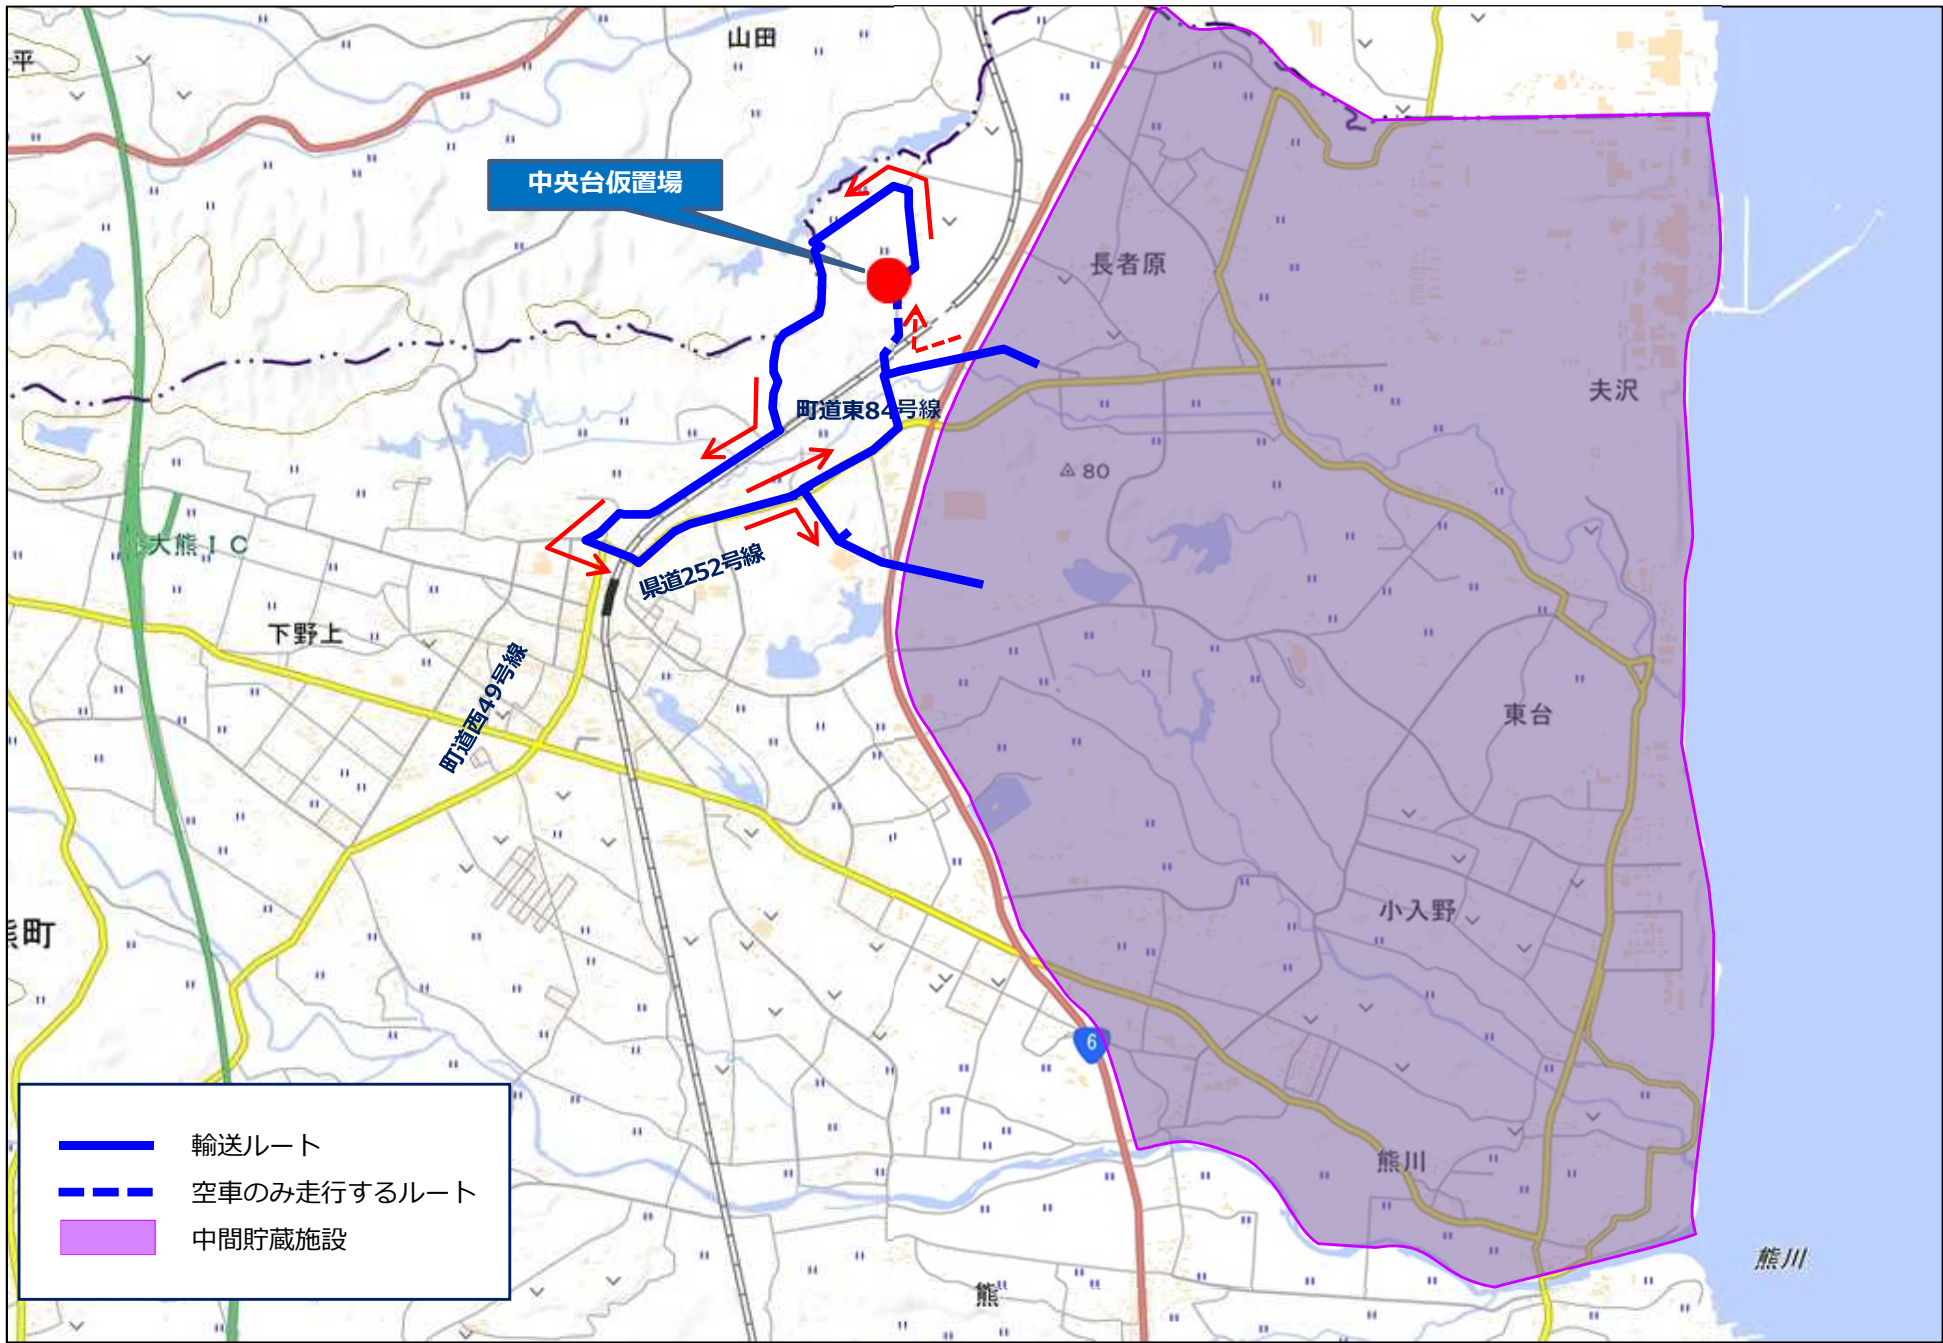 山田
平
中央台仮置場
長者原
夫沢
町道東84号線
80
大熊IC
県道252号線
下野上
町道西49号線
東台
小入野
熊町
6
輸送ルート
空車のみ走行するルート
中間貯蔵施設
熊川
熊川
熊